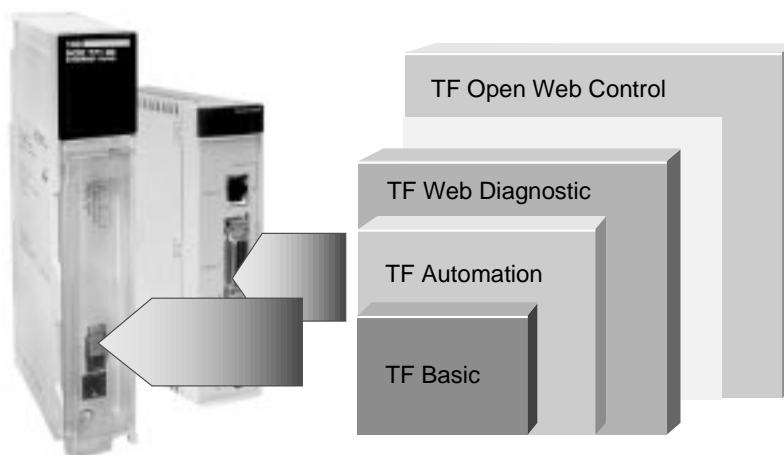 TF Open Web Control
TF Web Diagnostic
TF Automation
TF Basic